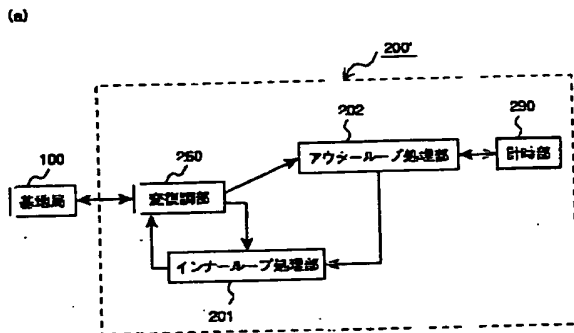 (a)
200'
202
290
100
260
アウターループ処理部
計時部
基地局
変復調部
インナーループ処理部
201